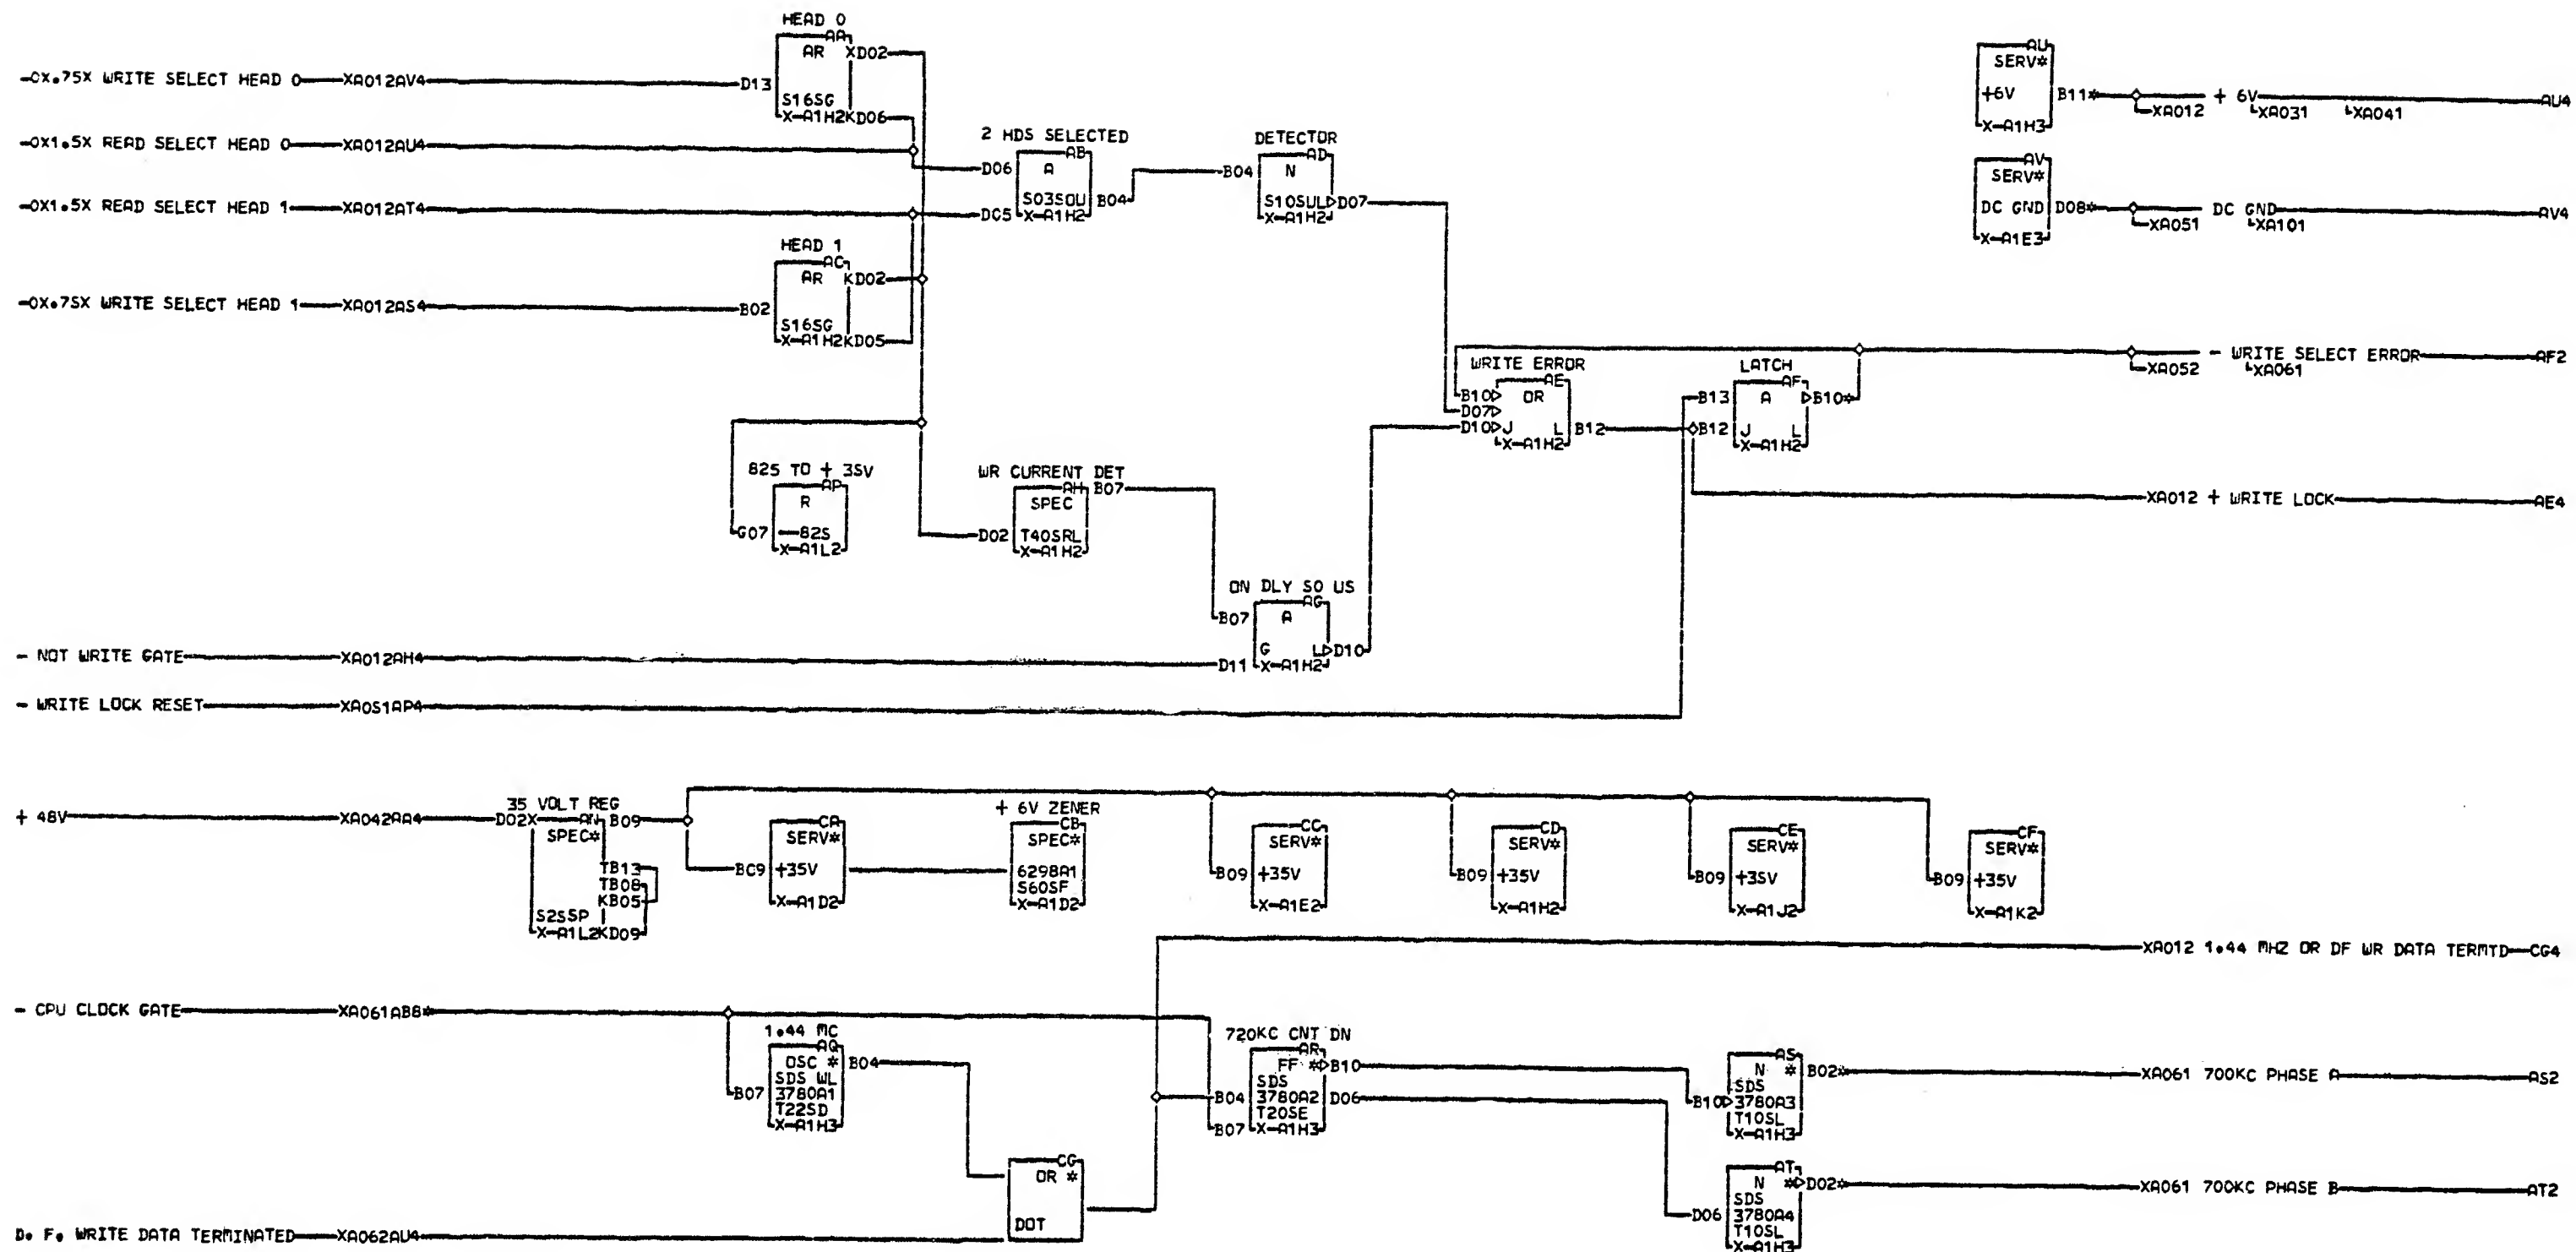 HEAD 0
AA
AR XD02
-0X.75X WRITE SELECT HEAD 0 XA012AV4 D13
S16SG
X-A1H2KD06
-0X1.5X READ SELECT HEAD 0 XA012AU4
2 HDS SELECTED
AB
D06 A
S03SOU B04
X-A1H2
DETECTOR
AD
B04 N
S10SUL D07
X-A1H2
-0X1.5X READ SELECT HEAD 1 XA012AT4 DC5
HEAD 1
AC
AR KD02
-0X.7SX WRITE SELECT HEAD 1 XA012AS4 B02
S16SG
X-A1H2KD05
AU
SERV*
+6V B11* + 6V AU4
XA012 XA031 XA041
X-A1H3
AV
SERV*
DC GND D08* DC GND AV4
XA051 XA101
X-A1E3
- WRITE SELECT ERROR AF2
XA052 XA061
WRITE ERROR
AE
B10 OR
D07
D10 J L B12
X-A1H2
LATCH
AF
B13 A B10*
B12 J L
X-A1H2
XA012 + WRITE LOCK AE4
825 TO + 3SV
AP
R
G07 82S
X-A1L2
WR CURRENT DET
AH B07
SPEC
D02 T40SRL
X-A1H2
ON DLY SO US
AG
B07 A
G L D10
D11 X-A1H2
- NOT WRITE GATE XA012AH4
- WRITE LOCK RESET XA0S1AP4
+ 48V XA042AA4 D02X
35 VOLT REG
AN B09
SPEC*
TB13
TB08
KB05
S2SSP
X-A1L2KD09
CA
SERV*
BC9 +35V
X-A1D2
+ 6V ZENER
CB
SPEC*
6298A1
S60SF
X-A1D2
CC
SERV*
B09 +35V
X-A1E2
CD
SERV*
B09 +35V
X-A1H2
CE
SERV*
B09 +3SV
X-A1J2
CF
SERV*
B09 +35V
X-A1K2
XA012 1.44 MHZ OR DF WR DATA TERMTD CG4
- CPU CLOCK GATE XA061AB8*
1.44 MC
AQ
OSC * B04
SDS WL
B07 3780A1
T22SD
X-A1H3
720KC CNT DN
AR
FF * B10
SDS
B04 3780A2 D06
T20SE
B07 X-A1H3
AS
N * B02* XA061 700KC PHASE A AS2
SDS
B10 3780A3
T10SL
X-A1H3
CG
OR *
DOT
AT
N * D02* XA061 700KC PHASE B AT2
SDS
D06 3780A4
T10SL
X-A1H3
D. F. WRITE DATA TERMINATED XA062AU4